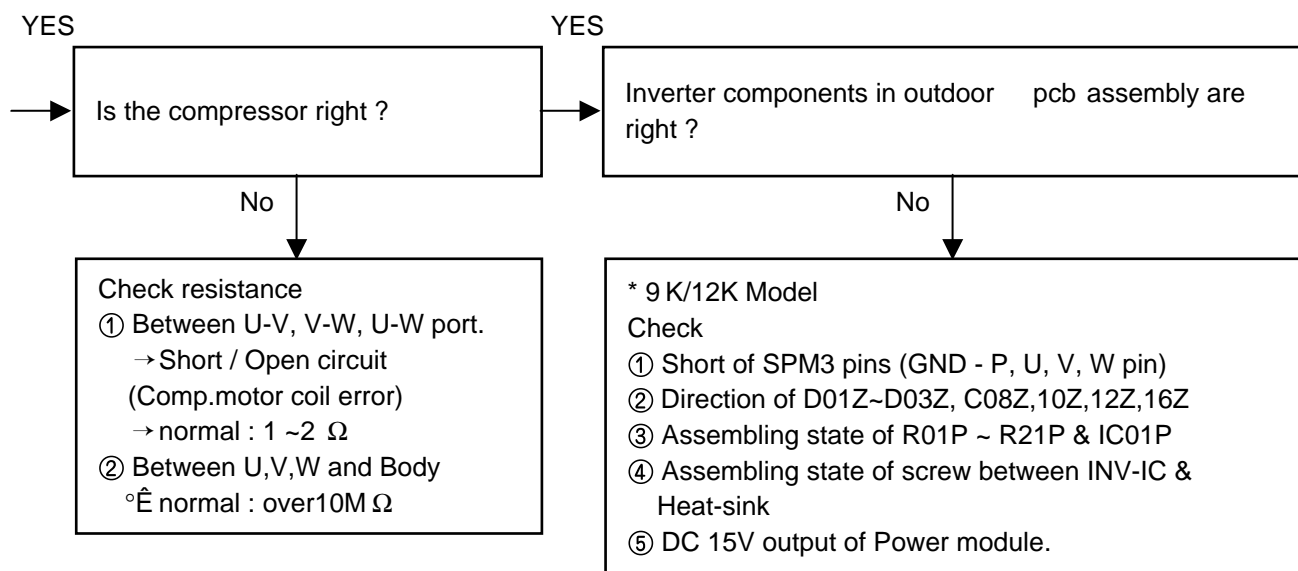 YES
YES
Is the compressor right ?
Inverter components in outdoor pcb assembly are
right ?
No
No
Check resistance
① Between U-V, V-W, U-W port.
→Short / Open circuit
(Comp.motor coil error)
→normal : 1 ~2 Ω
② Between U,V,W and Body
°Ê normal : over10M Ω
* 9 K/12K Model
Check
① Short of SPM3 pins (GND - P, U, V, W pin)
② Direction of D01Z~D03Z, C08Z,10Z,12Z,16Z
③ Assembling state of R01P ~ R21P & IC01P
④ Assembling state of screw between INV-IC &
Heat-sink
⑤ DC 15V output of Power module.